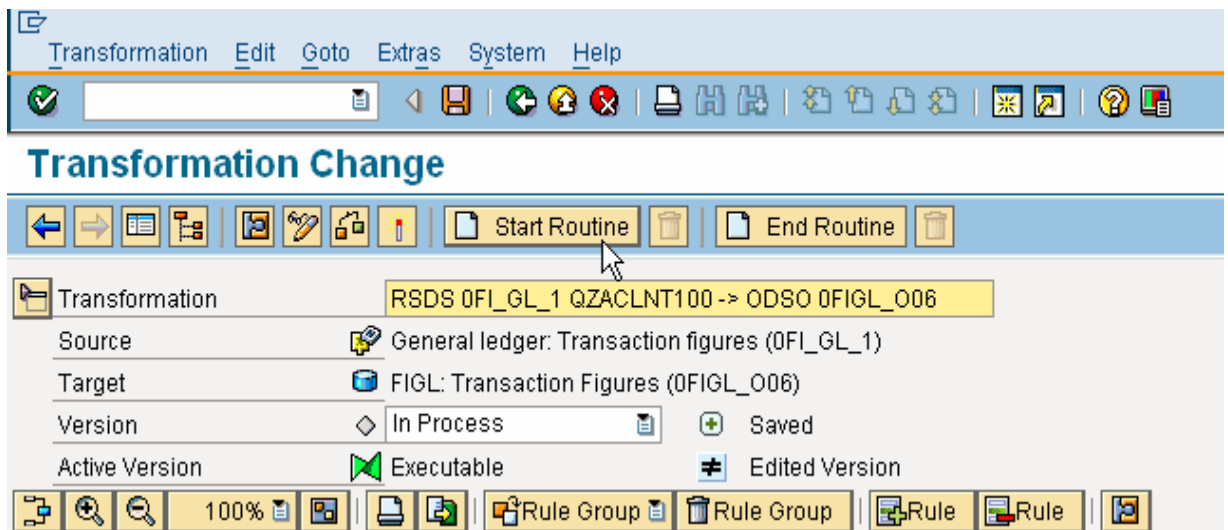 Transformation Edit Goto Extras System Help
Transformation Change
Start Routine End Routine
Transformation RSDS 0FI_GL_1 QZACLNT100 -> ODSO 0FIGL_O06
Source General ledger: Transaction figures (0FI_GL_1)
Target FIGL: Transaction Figures (0FIGL_O06)
Version In Process Saved
Active Version Executable Edited Version
100% Rule Group Rule Group Rule Rule